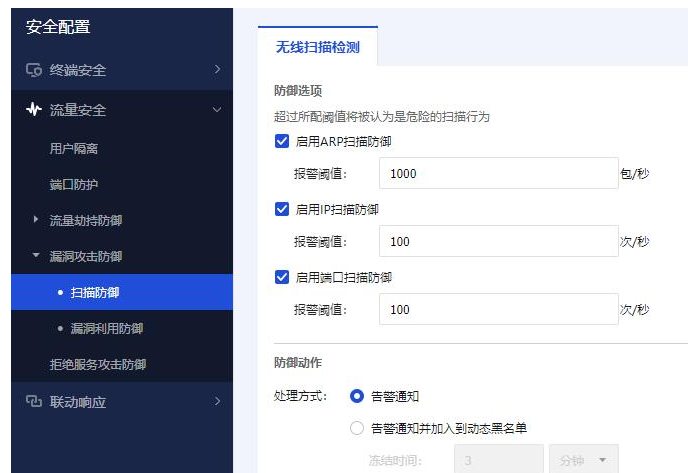 安全配置
终端安全
流量安全
用户隔离
端口防护
流量劫持防御
漏洞攻击防御
扫描防御
漏洞利用防御
拒绝服务攻击防御
联动响应
无线扫描检测
防御选项
超过所配阈值将被认为是危险的扫描行为
启用ARP扫描防御
报警阈值： 1000 包/秒
启用IP扫描防御
报警阈值： 100 次/秒
启用端口扫描防御
报警阈值： 100 次/秒
防御动作
处理方式： 告警通知
告警通知并加入到动态黑名单
冻结时间： 3 分钟